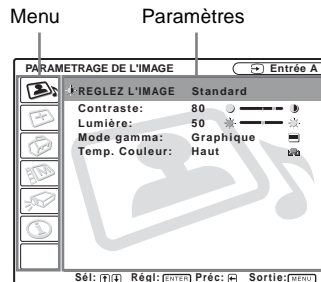 Menu Paramètres
PARAMETRAGE DE L'IMAGE Entrée A
REGLEZ L'IMAGE Standard
Contraste: 80
Lumière: 50
Mode gamma: Graphique
Temp. Couleur: Haut
Sél: Régl: ENTER Préc: Sortie: MENU